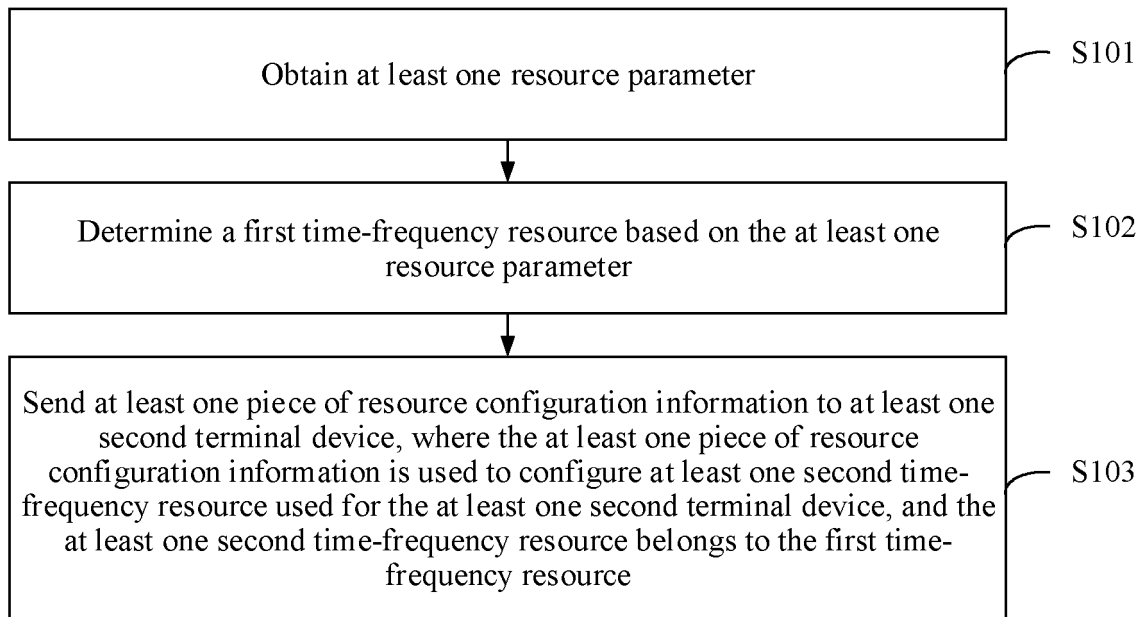 Obtain at least one resource parameter
S101
Determine a first time-frequency resource based on the at least one
resource parameter
S102
Send at least one piece of resource configuration information to at least one
second terminal device, where the at least one piece of resource
configuration information is used to configure at least one second time-
frequency resource used for the at least one second terminal device, and the
at least one second time-frequency resource belongs to the first time-
frequency resource
S103